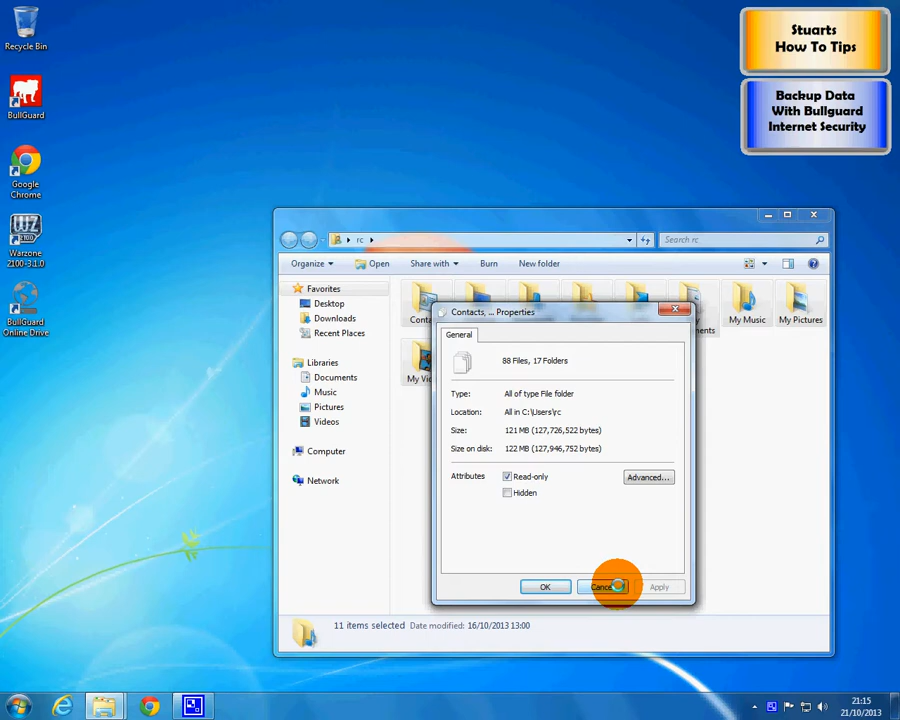 Recycle Bin
BullGuard
Google
Chrome
Warzone
2100-3.1.0
BullGuard
Online Drive
Stuarts
How To Tips
Backup Data
With Bullguard
Internet Security
rc
Search rc
Organize
Open
Share with
Burn
New folder
Favorites
Desktop
Downloads
Recent Places
Libraries
Documents
Music
Pictures
Videos
Computer
Network
My Music
My Pictures
Contacts, ... Properties
General
88 Files, 17 Folders
Type: All of type File folder
Location: All in C:\Users\rc
Size: 121 MB (127,726,522 bytes)
Size on disk: 122 MB (127,946,752 bytes)
Attributes
Read-only
Advanced...
Hidden
OK
Cancel
Apply
11 items selected Date modified: 16/10/2013 13:00
21:15
21/10/2013